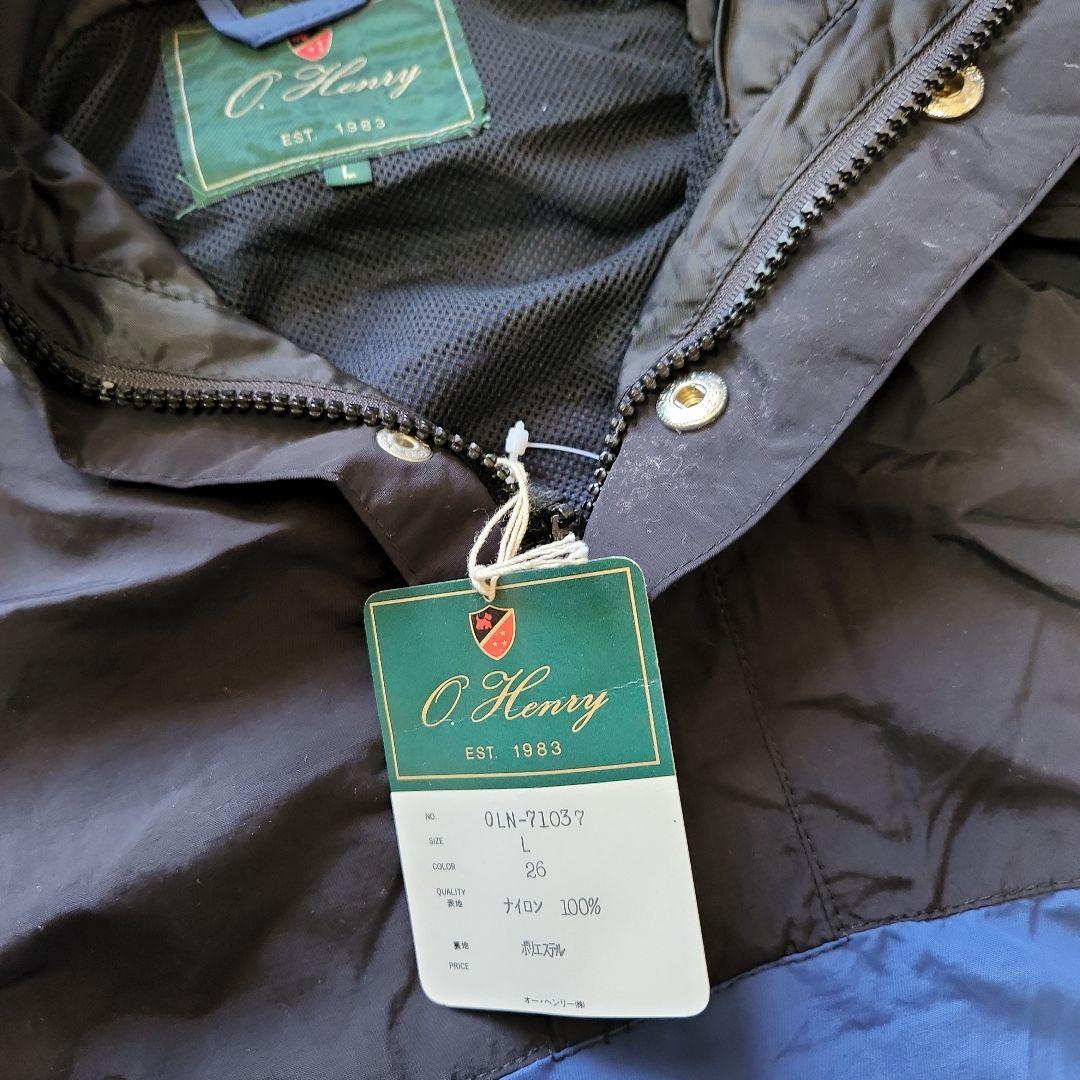 O. Henry
EST. 1983
L
O. Henry
EST. 1983
NO. OLN-71037
SIZE L
COLOR 26
QUALITY
表地 ナイロン 100%
裏地 ポリエステル
PRICE
オー・ヘンリー(株)